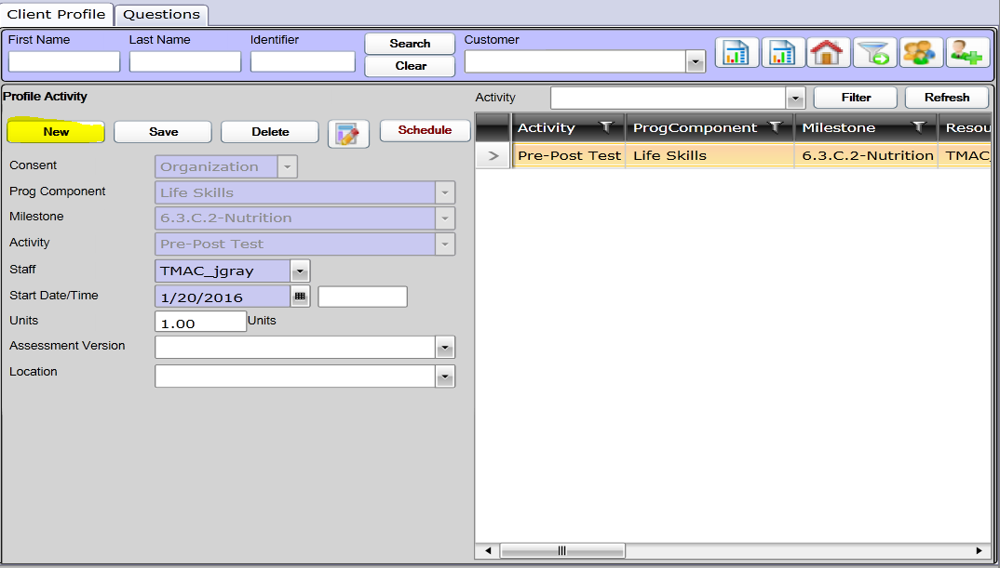 Client Profile Questions
First Name Last Name Identifier Search Customer
Clear
Profile Activity Activity Filter Refresh
New Save Delete Schedule
Activity ProgComponent Milestone Resou
> Pre-Post Test Life Skills 6.3.C.2-Nutrition TMAC_
Consent Organization
Prog Component Life Skills
Milestone 6.3.C.2-Nutrition
Activity Pre-Post Test
Staff TMAC_jgray
Start Date/Time 1/20/2016
Units 1.00 Units
Assessment Version
Location